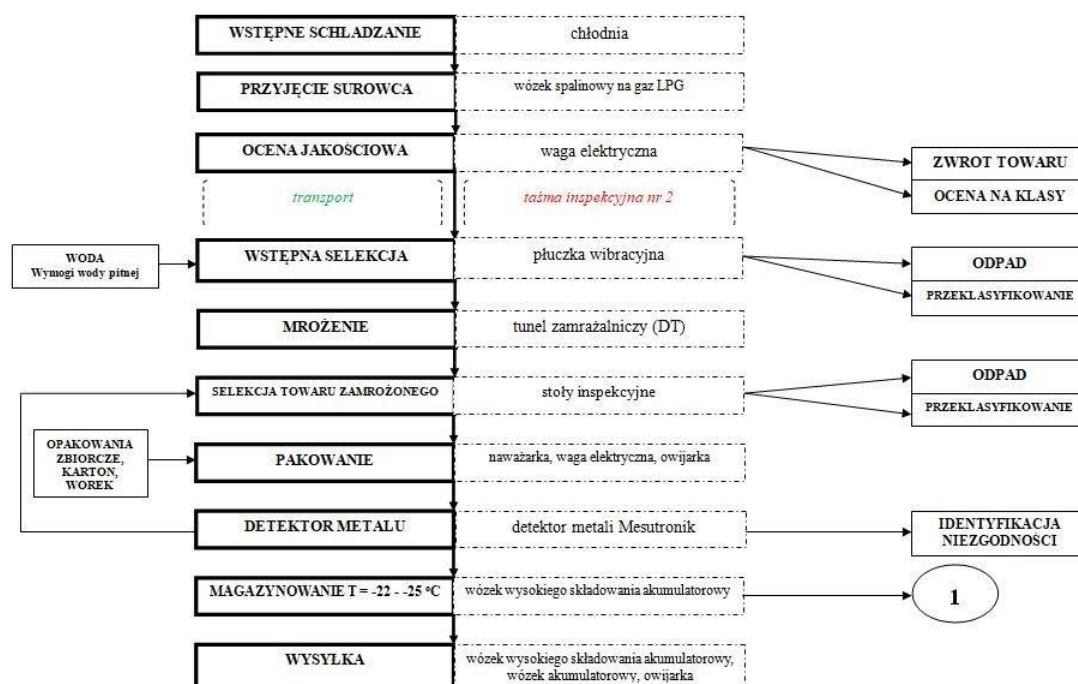 WSTĘPNE SCHŁADZANIE
chłodnia
PRZYJĘCIE SUROWCA
wózek spalinowy na gaz LPG
OCENA JAKOŚCIOWA
waga elektryczna
ZWROT TOWARU
OCENA NA KLASY
transport
taśma inspekcyjna nr 2
WODA
Wymogi wody pitnej
WSTĘPNA SELEKCJA
płuczka wibracyjna
ODPAD
PRZEKLASYFIKOWANIE
MROŻENIE
tunel zamrażalniczy (DT)
SELEKCJA TOWARU ZAMROŻONEGO
stoły inspekcyjne
ODPAD
PRZEKLASYFIKOWANIE
OPAKOWANIA
ZBIORCZE,
KARTON,
WOREK
PAKOWANIE
naważarka, waga elektryczna, owijarka
DETEKTOR METALU
detektor metali Mesutronik
IDENTYFIKACJA
NIEZGODNOŚCI
MAGAZYNOWANIE T = -22 - -25 °C
wózek wysokiego składowania akumulatorowy
1
WYSYŁKA
wózek wysokiego składowania akumulatorowy,
wózek akumulatorowy, owijarka